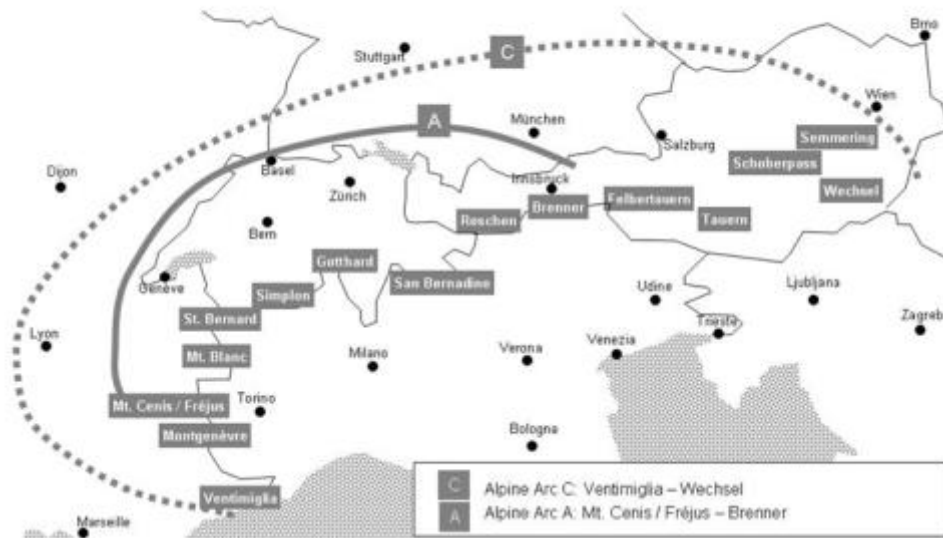 Brno
Stuttgart
C
Wien
A
München
Semmering
Salzburg
Schoberpass
Basel
Dijon
Zürich
Innsbruck
Wechsel
Brenner
Felbertauern
Reschen
Tauern
Bern
Gotthard
Genève
Simplon
San Bernadino
Udine
Ljubljana
St. Bernard
Lyon
Trieste
Zagreb
Mt. Blanc
Milano
Verona
Venezia
Mt. Cenis / Fréjus
Torino
Montgenèvre
Bologna
Ventimiglia
C Alpine Arc C: Ventimiglia – Wechsel
A Alpine Arc A: Mt. Cenis / Fréjus – Brenner
Marseille